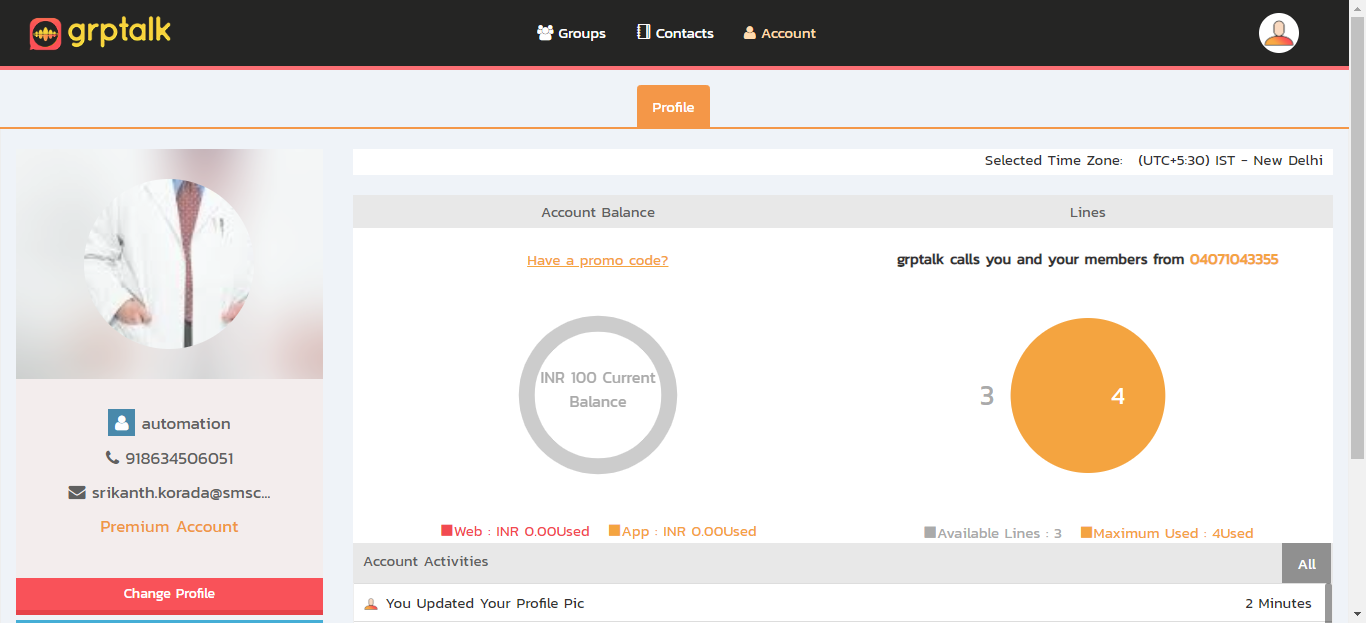 grptalk
Groups Contacts Account
Profile
Selected Time Zone: (UTC+5:30) IST - New Delhi
Account Balance
Lines
Have a promo code?
grptalk calls you and your members from 04071043355
INR 100 Current
Balance
3
4
Web : INR 0.00Used App : INR 0.00Used
Available Lines : 3 Maximum Used : 4Used
automation
918634506051
srikanth.korada@smsc...
Premium Account
Change Profile
Account Activities
All
You Updated Your Profile Pic 2 Minutes